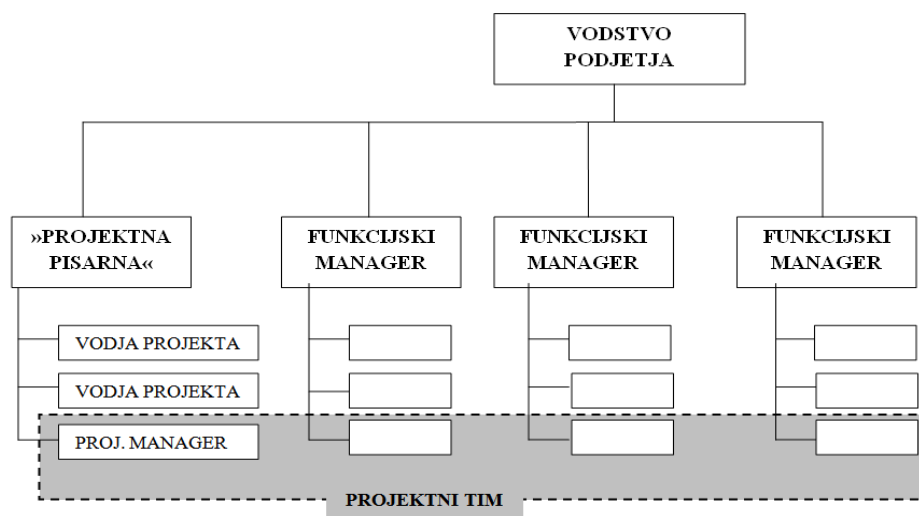 VODSTVO
PODJETJA
»PROJEKTNA
PISARNA«
FUNKCIJSKI
MANAGER
FUNKCIJSKI
MANAGER
FUNKCIJSKI
MANAGER
VODJA PROJEKTA
VODJA PROJEKTA
PROJ. MANAGER
PROJEKTNI TIM